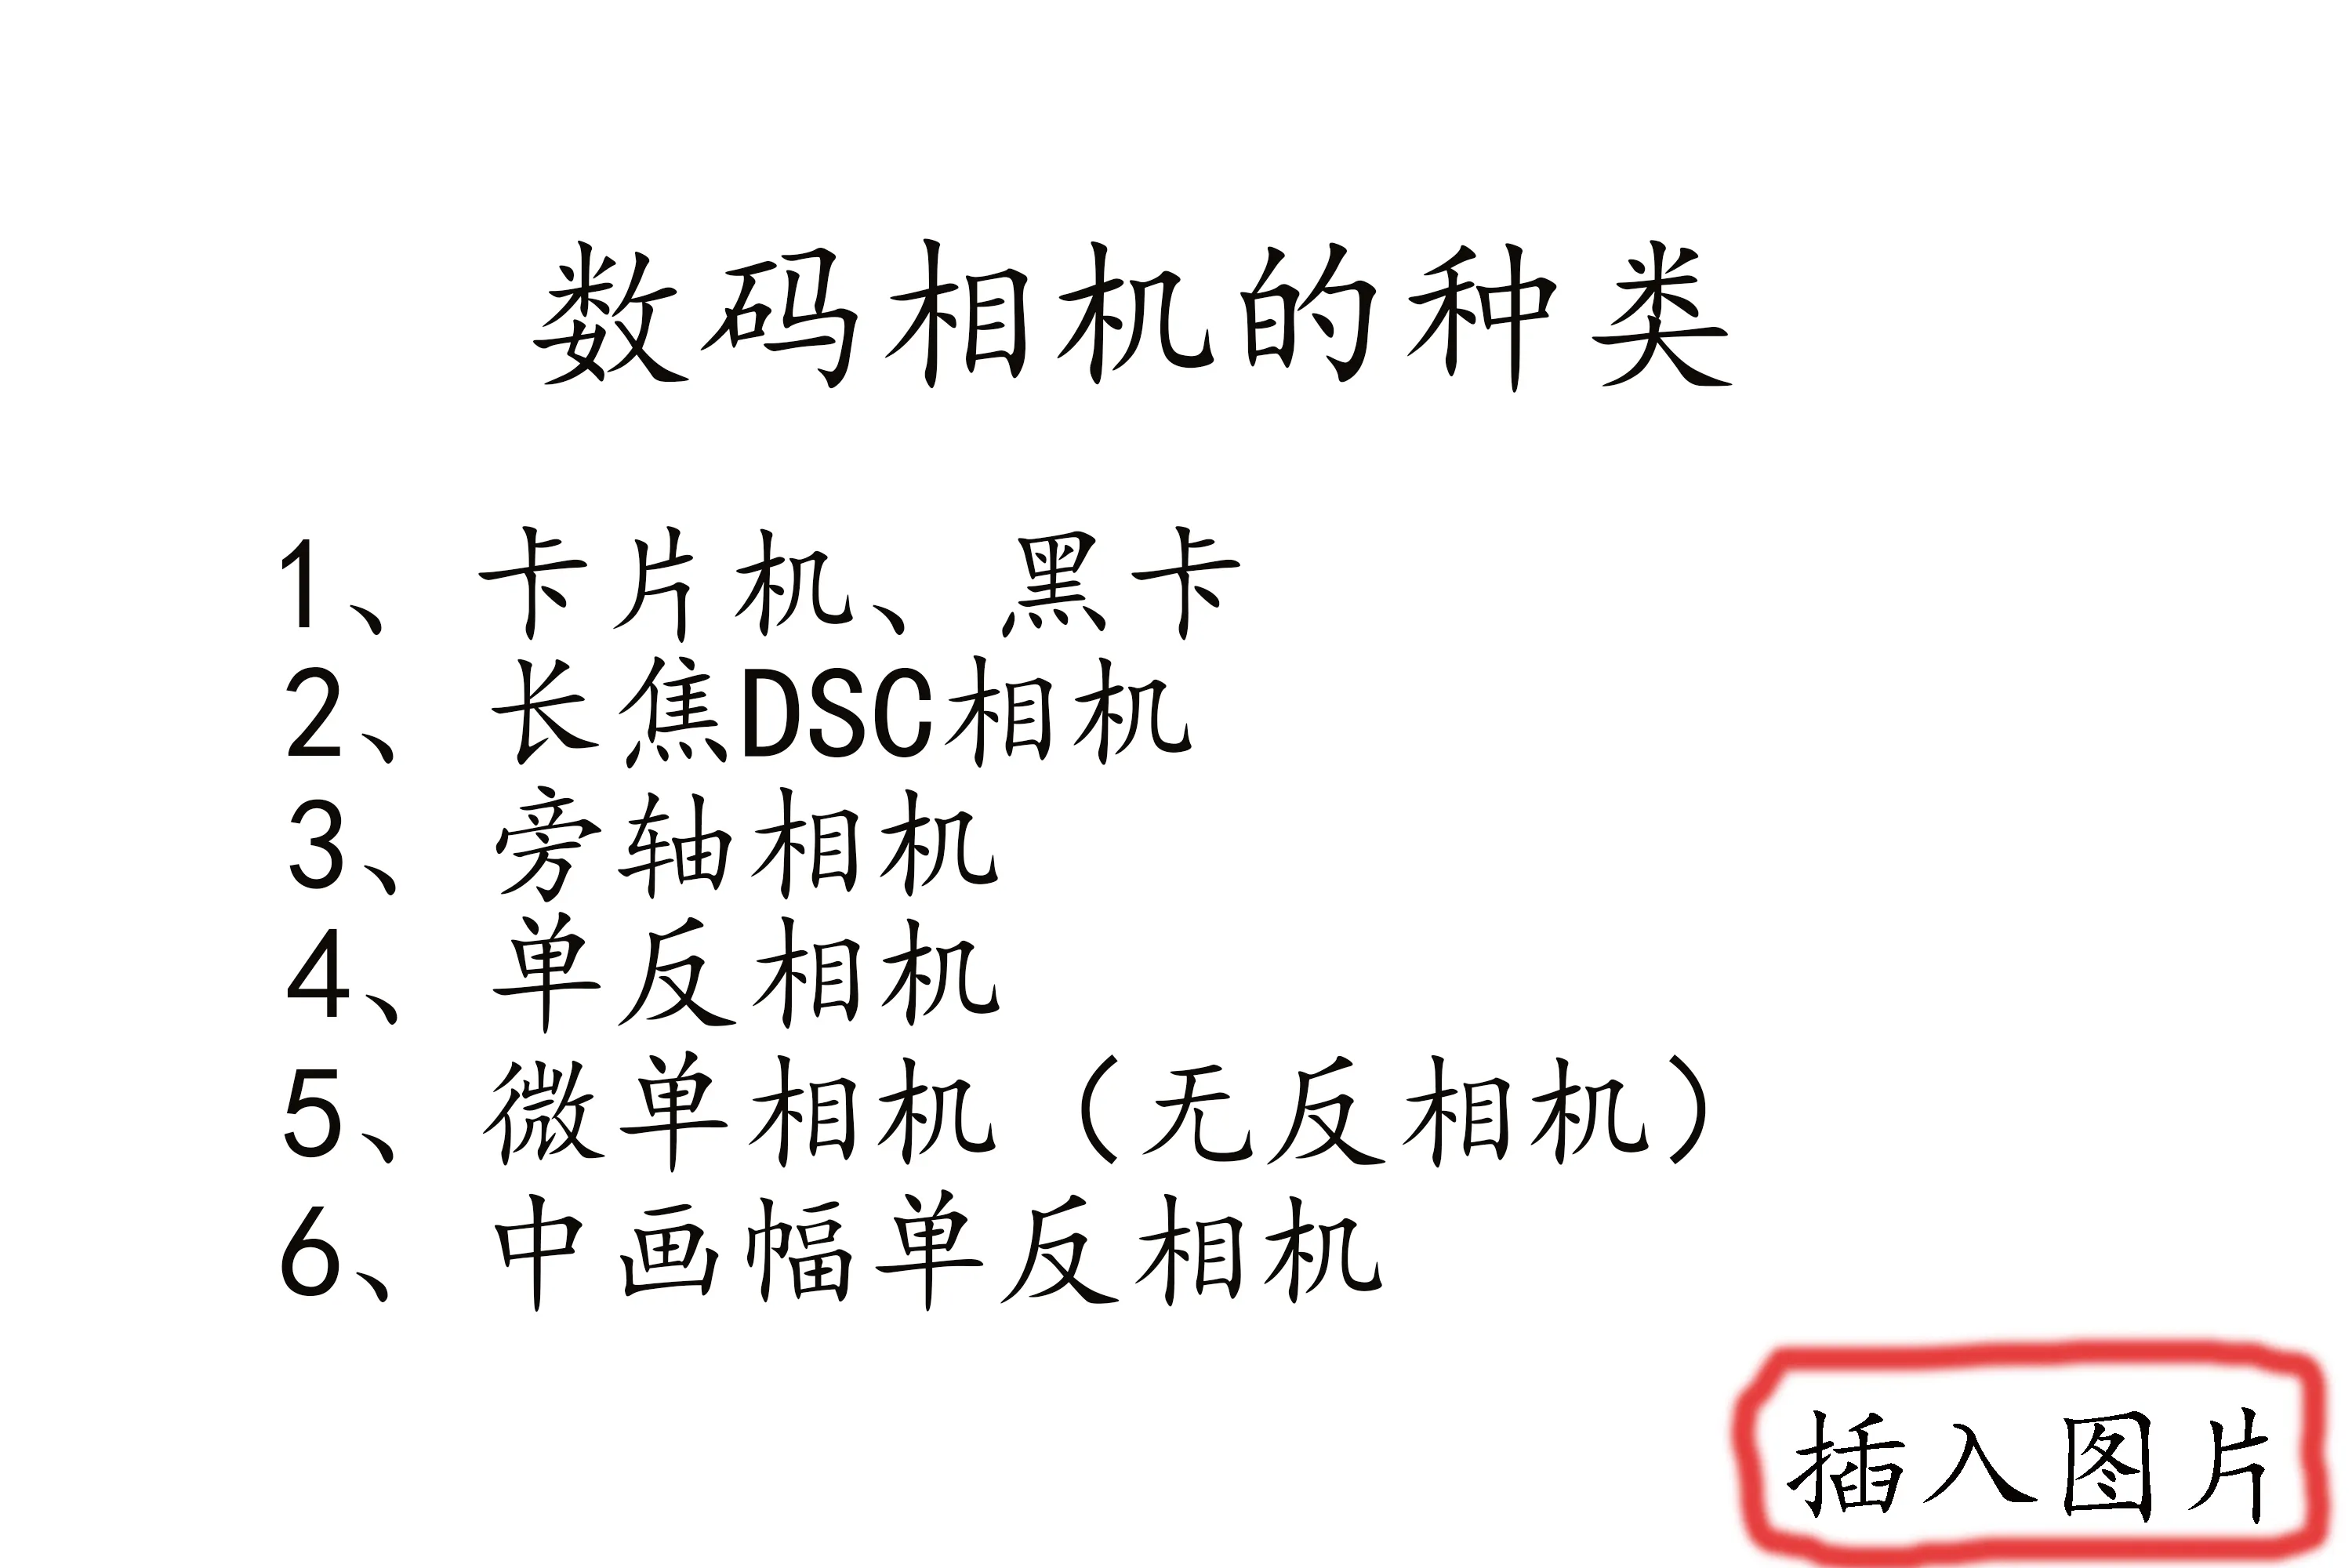 数码相机的种类
1、 卡片机、黑卡
2、 长焦DSC相机
3、 旁轴相机
4、 单反相机
5、 微单相机 （无反相机）
6、 中画幅单反相机
插入图片